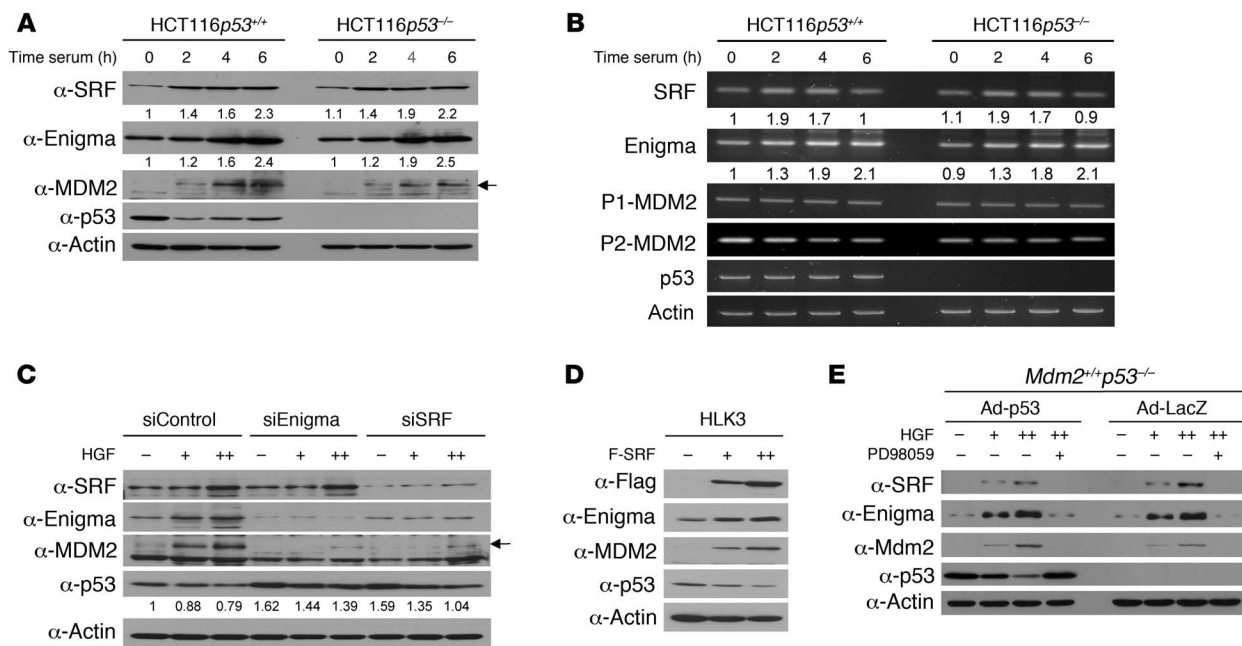 A
HCT116p53+/+ HCT116p53–/–
Time serum (h) 0 2 4 6 0 2 4 6
α-SRF
1 1.4 1.6 2.3 1.1 1.4 1.9 2.2
α-Enigma
1 1.2 1.6 2.4 1 1.2 1.9 2.5
α-MDM2
α-p53
α-Actin
B
HCT116p53+/+ HCT116p53–/–
Time serum (h) 0 2 4 6 0 2 4 6
SRF
1 1.9 1.7 1 1.1 1.9 1.7 0.9
Enigma
1 1.3 1.9 2.1 0.9 1.3 1.8 2.1
P1-MDM2
P2-MDM2
p53
Actin
C
siControl siEnigma siSRF
HGF – + ++ – + ++ – + ++
α-SRF
α-Enigma
α-MDM2
α-p53
1 0.88 0.79 1.62 1.44 1.39 1.59 1.35 1.04
α-Actin
D
HLK3
F-SRF – + ++
α-Flag
α-Enigma
α-MDM2
α-p53
α-Actin
E
Mdm2+/+p53–/–
Ad-p53 Ad-LacZ
HGF – + ++ ++ – + ++ ++
PD98059 – – – + – – – +
α-SRF
α-Enigma
α-Mdm2
α-p53
α-Actin